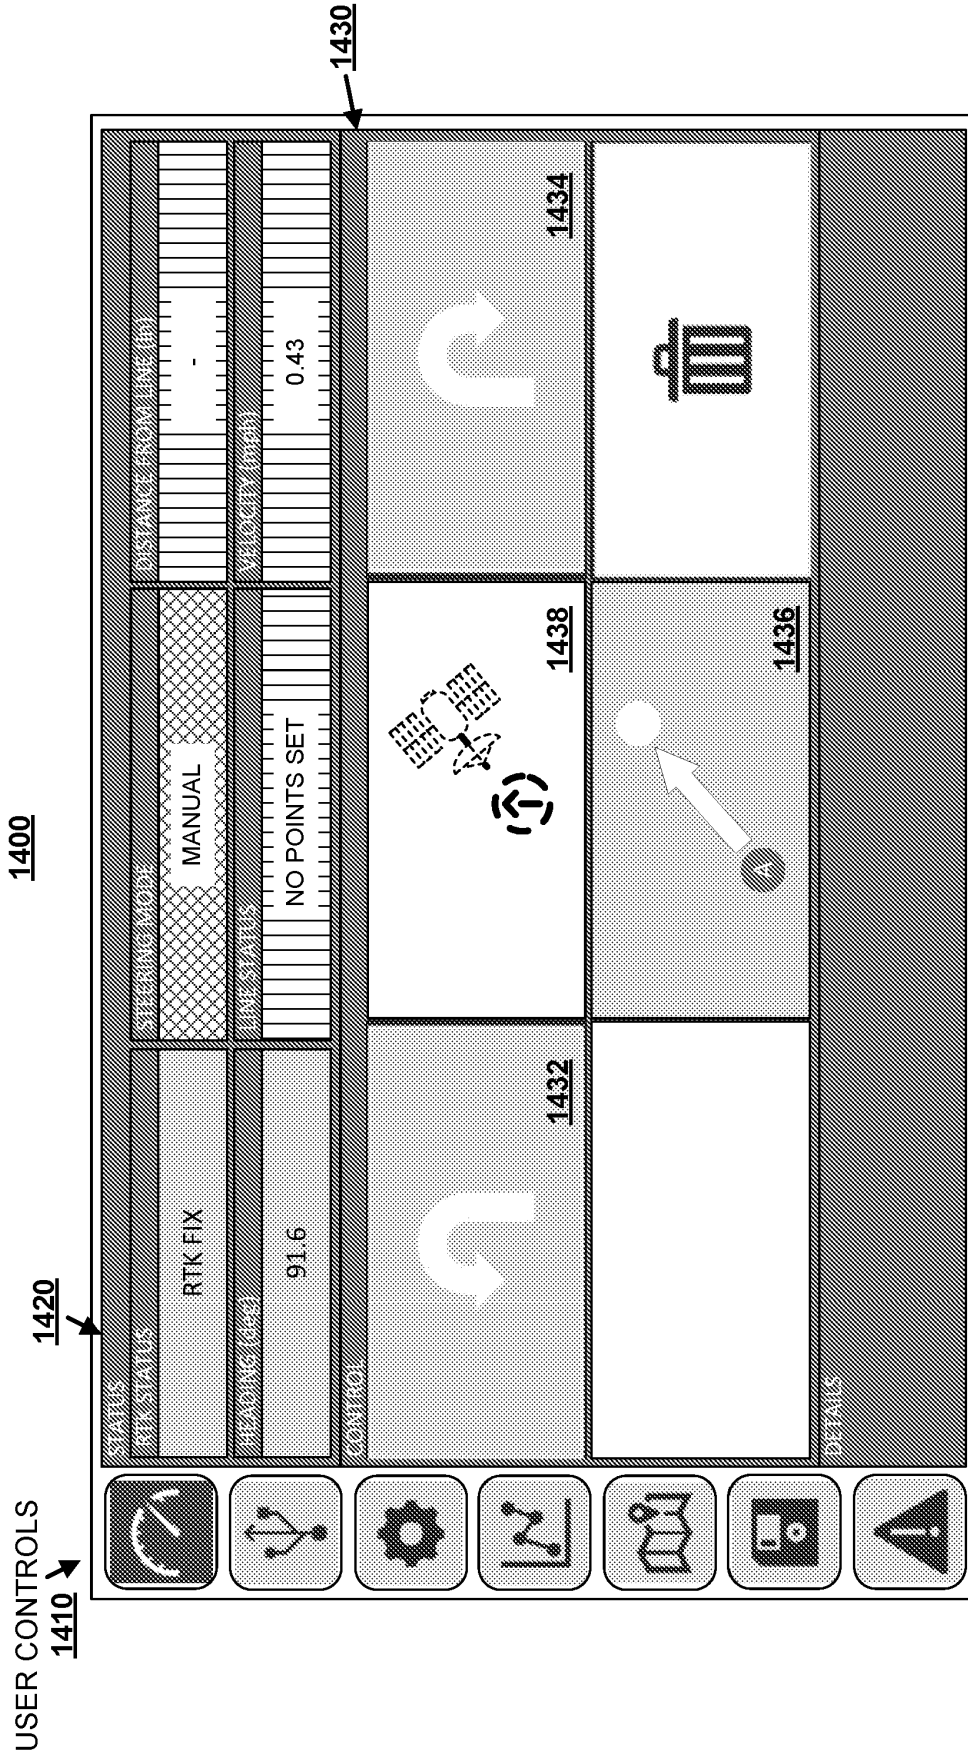 1400
USER CONTROLS
1410
1420
1430
STATUS
RTK STATUS
STEERING MODE
DISTANCE FROM LINE (in)
RTK FIX
MANUAL
-
HEADING (deg)
LINE STATUS
VELOCITY (mph)
91.6
NO POINTS SET
0.43
CONTROL
1432
1438
1434
A
1436
DETAILS